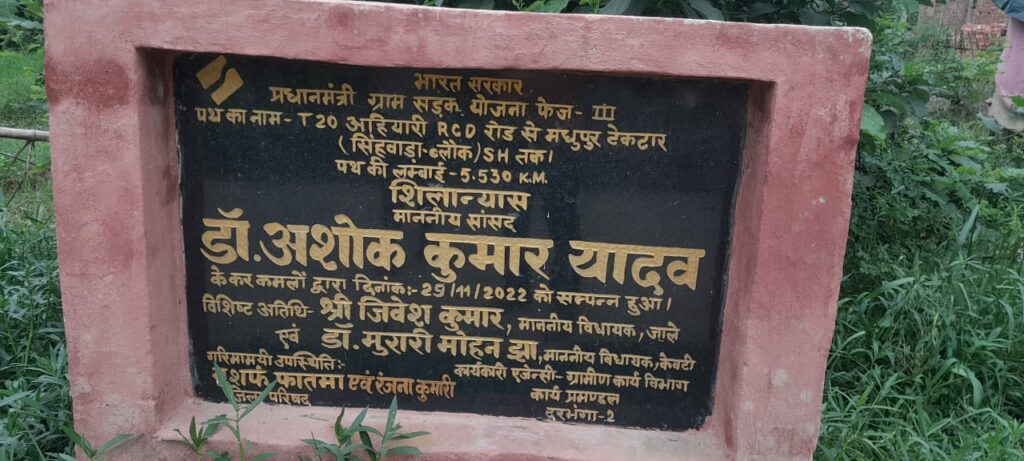 भारत सरकार
प्रधानमंत्री ग्राम सड़क योजना फेज- III
पथ का नाम- T20 अहियारी RCD रोड से मधुपुर टेकटार
(सिंहवाड़ा-ब्लौक) SH तक।
पथ की लम्बाई - 5.530 K.M.
शिलान्यास
माननीय सांसद
डॉ. अशोक कुमार यादव
के कर कमलों द्वारा दिनांक:- 29/11/2022 को सम्पन्न हुआ।
विशिष्ट अतिथि- श्री जिवेश कुमार, माननीय विधायक, जाले
एवं डॉ. मुरारी मोहन झा, माननीय विधायक, केवटी
गरिमामयी उपस्थिति:-
फातमा एवं रंजना कुमारी
परिषद
कार्यकारी एजेन्सी- ग्रामीण कार्य विभाग
कार्य प्रमण्डल
दरभंगा-2